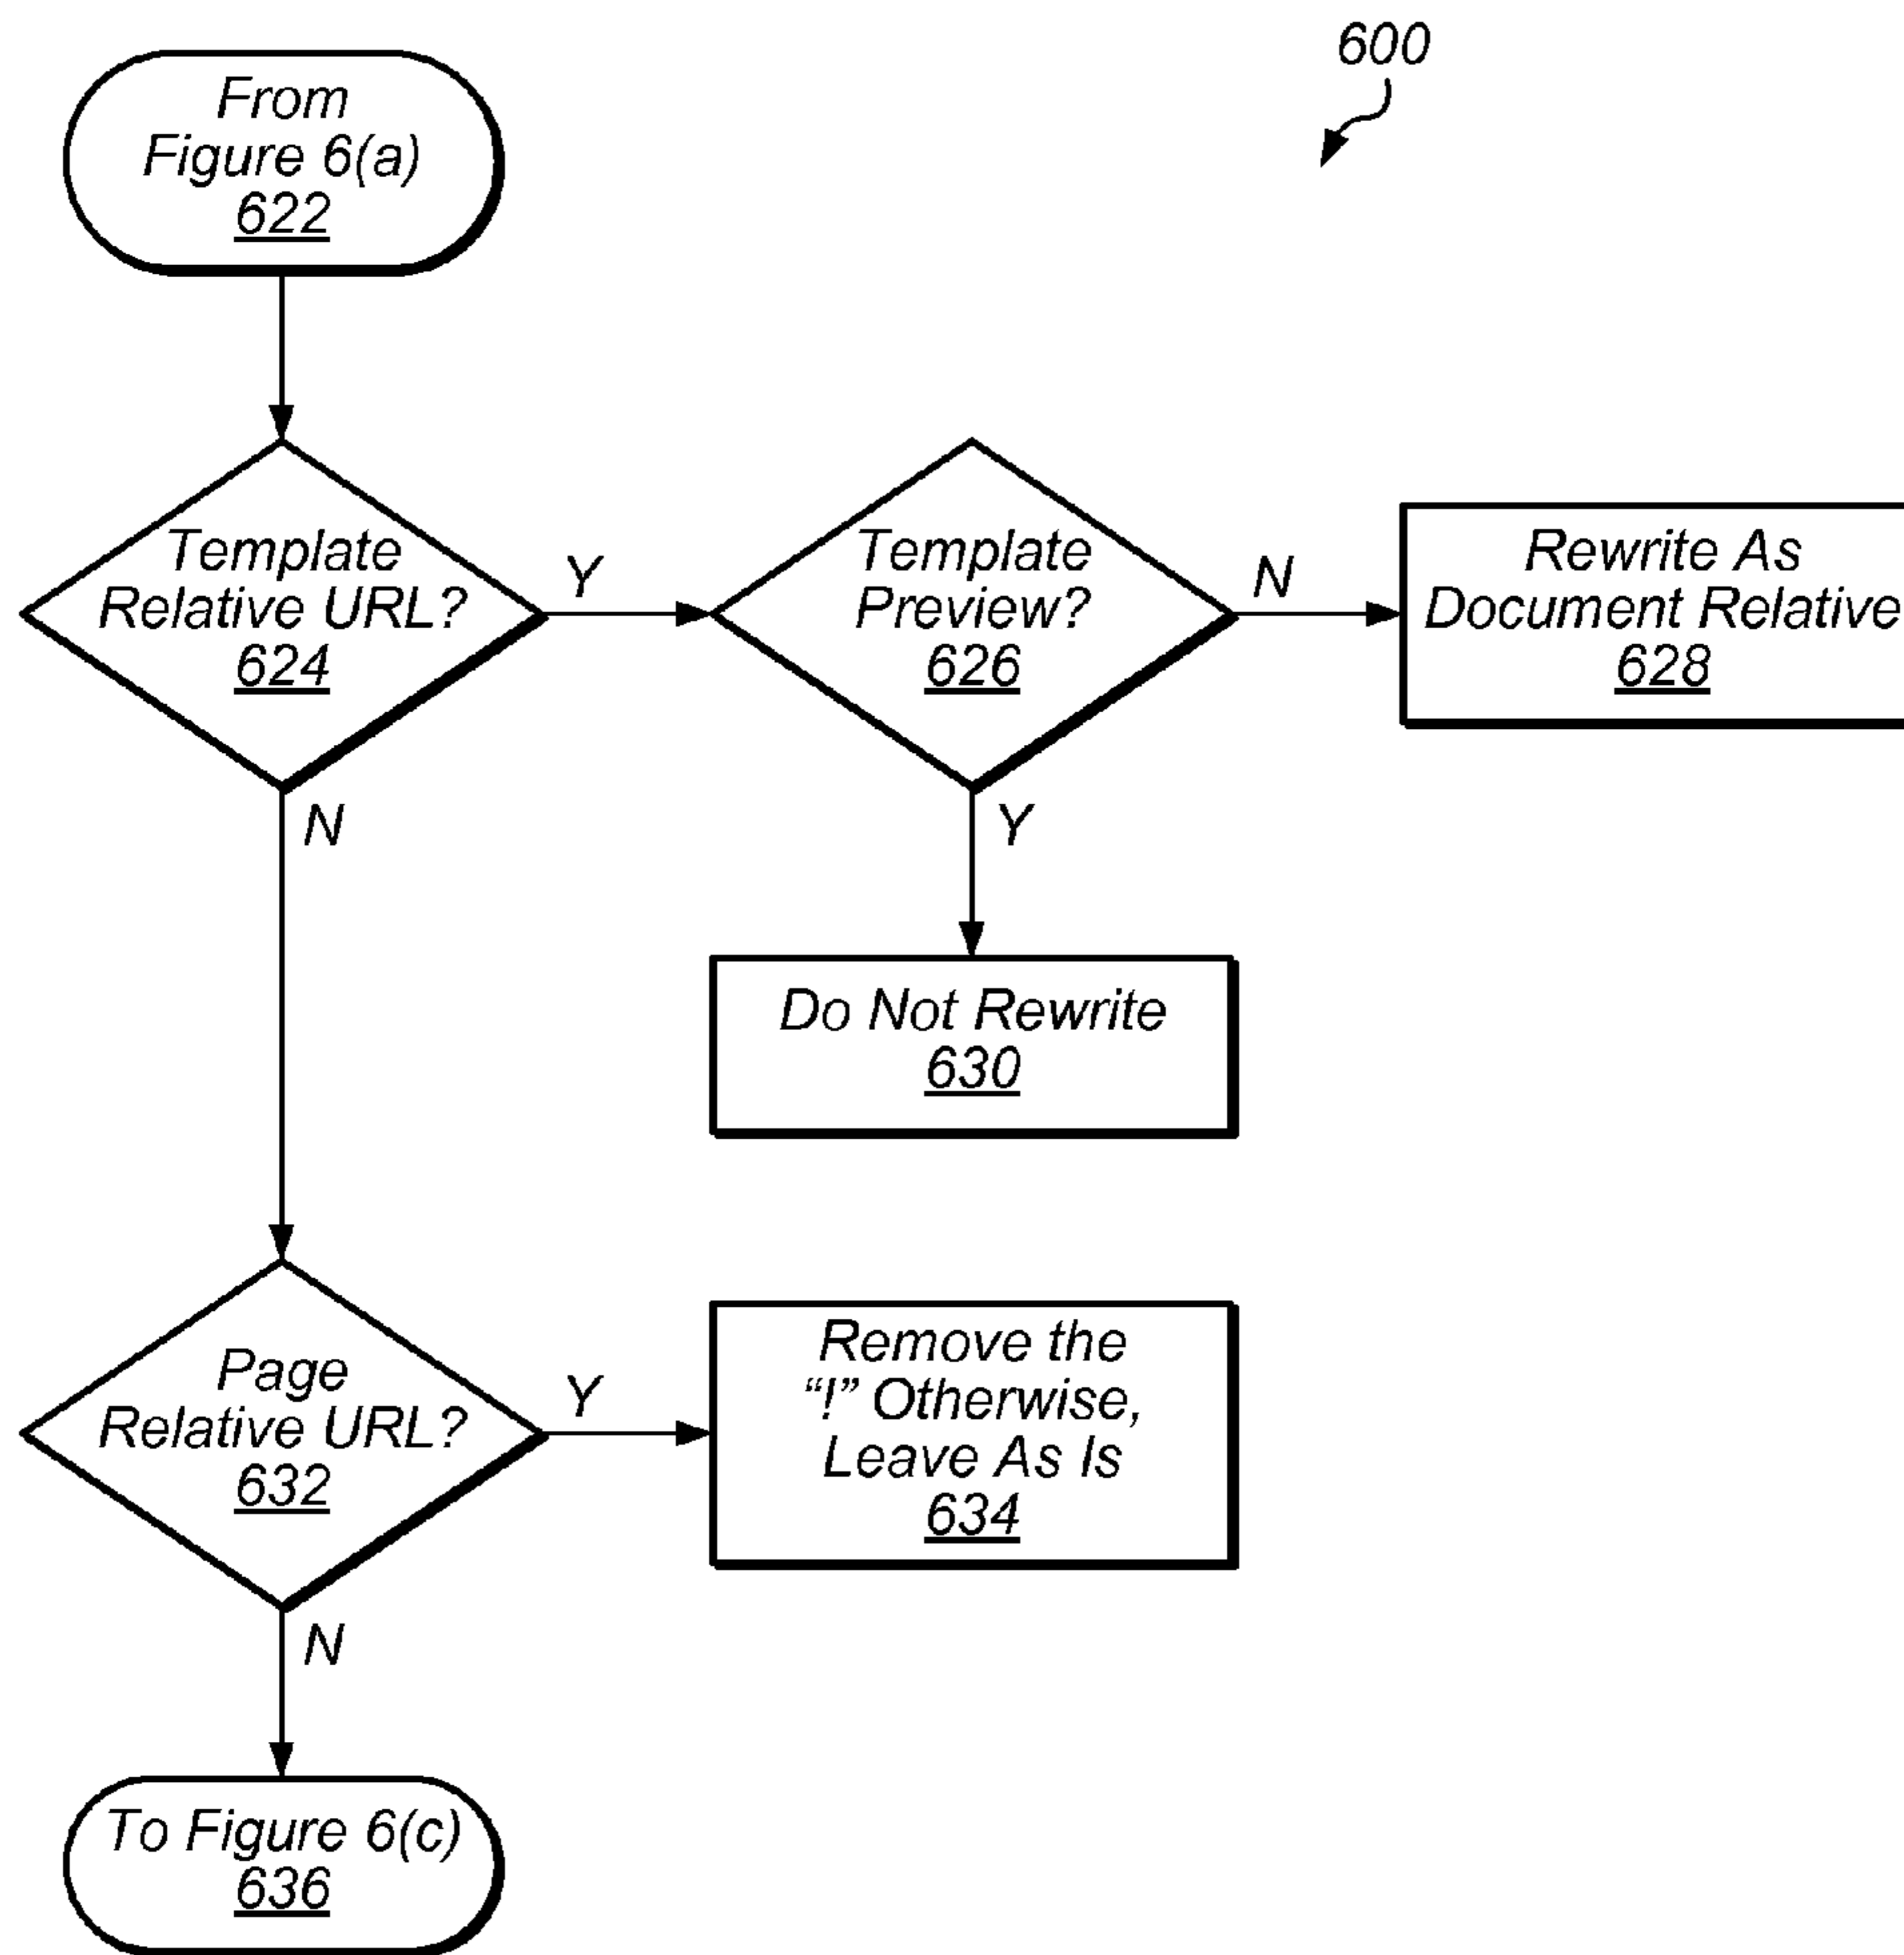 600
From
Figure 6(a)
622
Template
Relative URL?
624
Y
Template
Preview?
626
N
Rewrite As
Document Relative
628
N
Y
Do Not Rewrite
630
Page
Relative URL?
632
Y
Remove the
“!” Otherwise,
Leave As Is
634
N
To Figure 6(c)
636